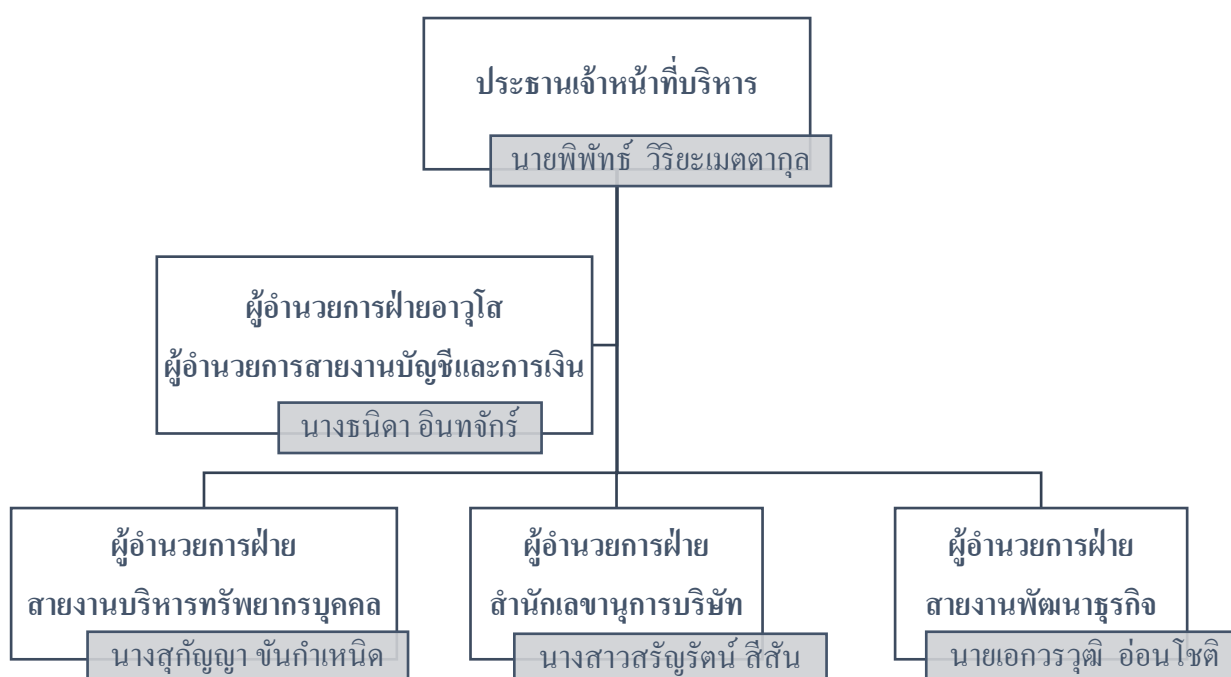 ประธานเจ้าหน้าที่บริหาร
นายพิพัทธ์ วิริยะเมตตากุล
ผู้อำนวยการฝ่ายอาวุโส
ผู้อำนวยการสายงานบัญชีและการเงิน
นางธนิดา อินทจักร์
ผู้อำนวยการฝ่าย
สายงานบริหารทรัพยากรบุคคล
นางสุกัญญา ขันกำเหนิด
ผู้อำนวยการฝ่าย
สำนักเลขานุการบริษัท
นางสาวสรัญรัตน์ สีสัน
ผู้อำนวยการฝ่าย
สายงานพัฒนาธุรกิจ
นายเอกวรวุฒิ อ่อนโชติ